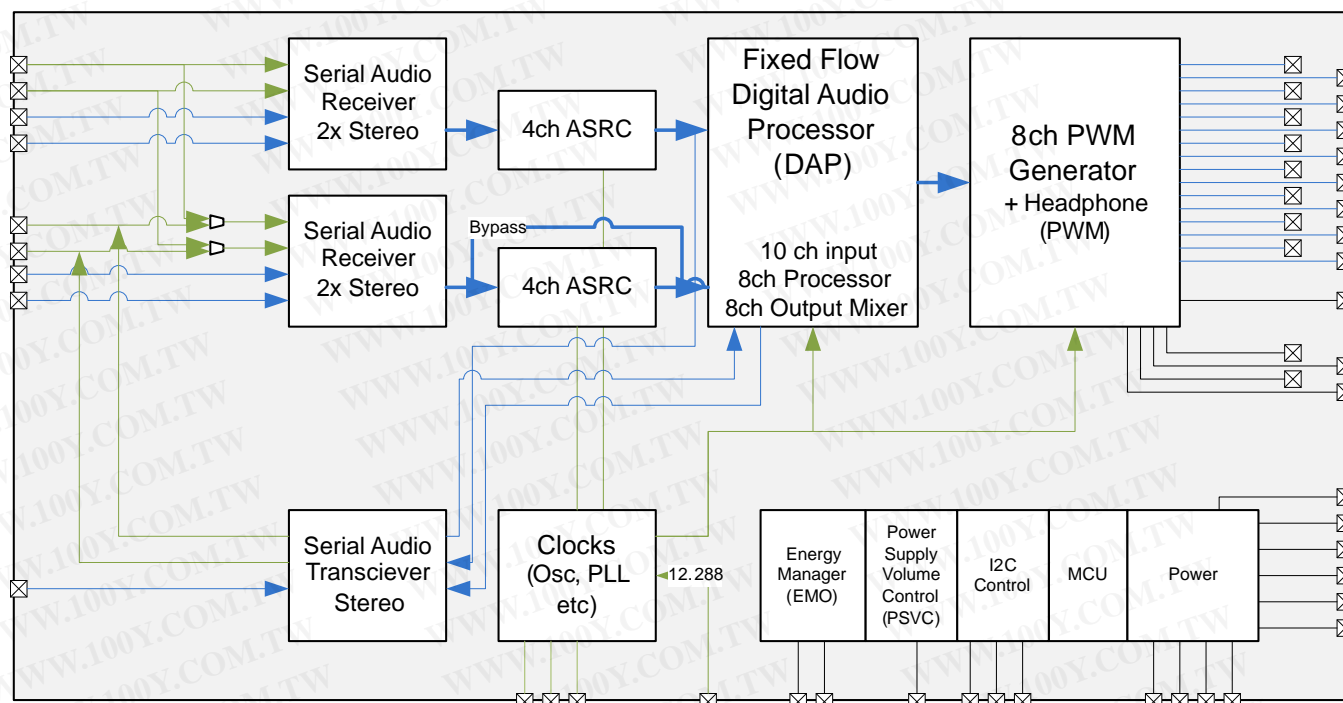 Serial Audio
Receiver
2x Stereo
4ch ASRC
Fixed Flow
Digital Audio
Processor
(DAP)
10 ch input
8ch Processor
8ch Output Mixer
8ch PWM
Generator
+ Headphone
(PWM)
Serial Audio
Receiver
2x Stereo
Bypass
4ch ASRC
Serial Audio
Transciever
Stereo
Clocks
(Osc, PLL
etc)
12.288
Energy
Manager
(EMO)
Power
Supply
Volume
Control
(PSVC)
I2C
Control
MCU
Power
WWW.100Y.COM.TW